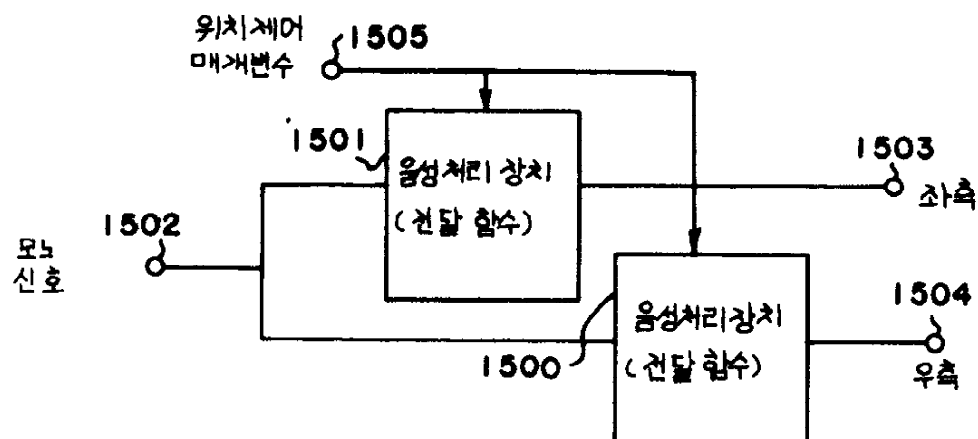 위치제어
매개변수
1505
1501
음성처리 장치
(전달 함수)
1503
좌측
1502
모노
신호
1504
음성처리장치
(전달 함수)
1500
우측